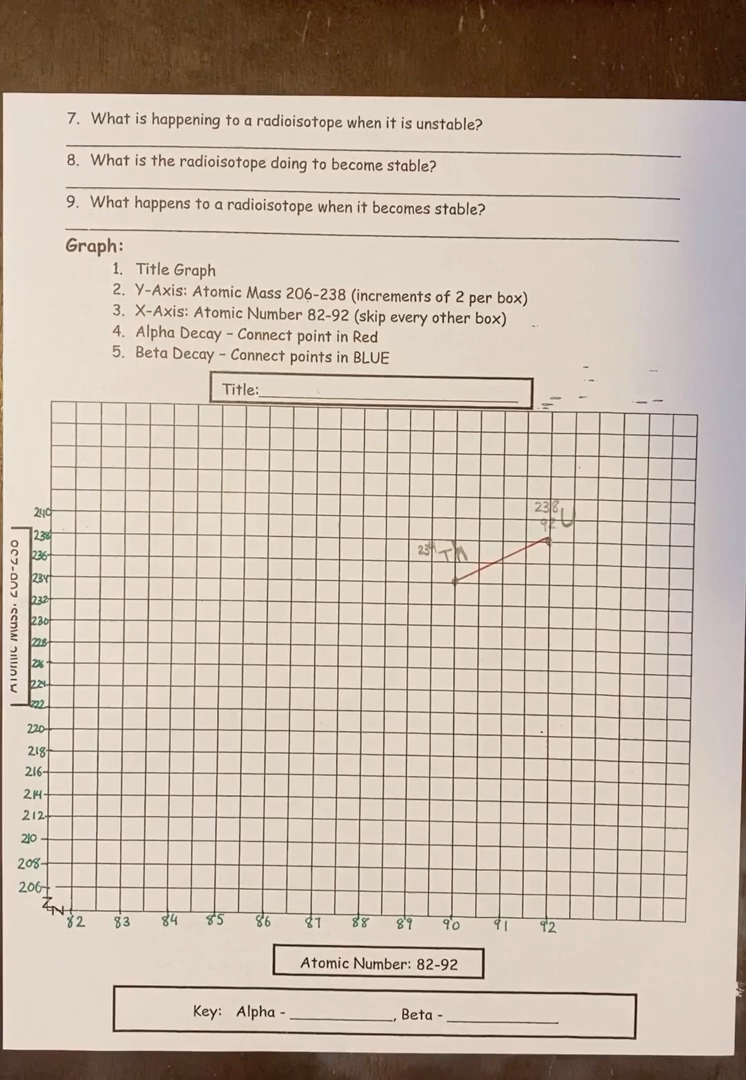 7. What is happening to a radioisotope when it is unstable?
8. What is the radioisotope doing to become stable?
9. What happens to a radioisotope when it becomes stable?
Graph:
1. Title Graph
2. Y-Axis: Atomic Mass 206-238 (increments of 2 per box)
3. X-Axis: Atomic Number 82-92 (skip every other box)
4. Alpha Decay – Connect point in Red
5. Beta Decay – Connect points in BLUE
Title:
238
92 U
234 Th
240
238
236
234
232
230
228
226
224
222
220
218
216
214
212
210
208
206
Atomic Mass:
82 83 84 85 86 87 88 89 90 91 92
Atomic Number: 82-92
Key: Alpha - , Beta -